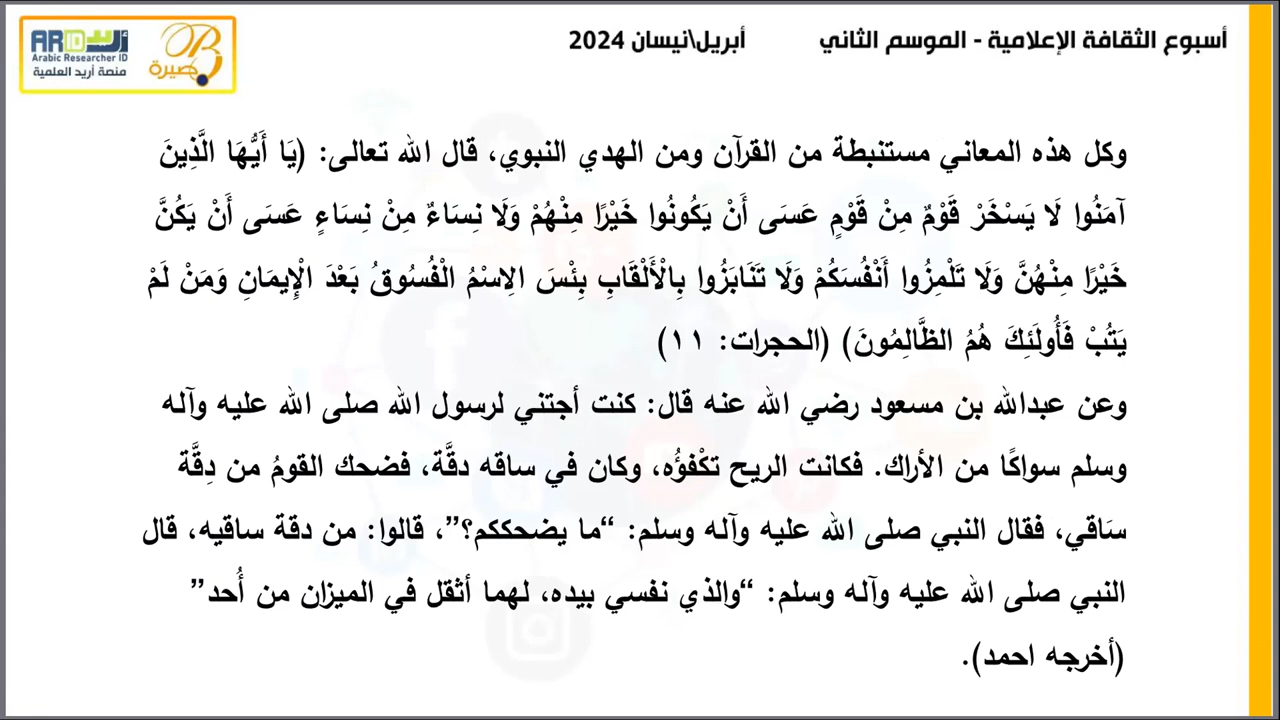 أسبوع الثقافة الإعلامية - الموسم الثاني أبريل\نيسان 2024
ARID أريد
Arabic Researcher ID
منصة أريد العلمية
بصيرة
وكل هذه المعاني مستنبطة من القرآن ومن الهدي النبوي، قال الله تعالى: (يَا أَيُّهَا الَّذِينَ
آمَنُوا لَا يَسْخَرْ قَوْمٌ مِنْ قَوْمٍ عَسَى أَنْ يَكُونُوا خَيْرًا مِنْهُمْ وَلَا نِسَاءٌ مِنْ نِسَاءٍ عَسَى أَنْ يَكُنَّ
خَيْرًا مِنْهُنَّ وَلَا تَلْمِزُوا أَنْفُسَكُمْ وَلَا تَنَابَزُوا بِالْأَلْقَابِ بِئْسَ الِاسْمُ الْفُسُوقُ بَعْدَ الْإِيمَانِ وَمَنْ لَمْ
يَتُبْ فَأُولَئِكَ هُمُ الظَّالِمُونَ) (الحجرات: ١١)
وعن عبدالله بن مسعود رضي الله عنه قال: كنت أجتني لرسول الله صلى الله عليه وآله
وسلم سواكًا من الأراك. فكانت الريح تكْفؤُه، وكان في ساقه دقَّة، فضحك القومُ من دِقَّة
سَاقي، فقال النبي صلى الله عليه وآله وسلم: “ما يضحككم؟”، قالوا: من دقة ساقيه، قال
النبي صلى الله عليه وآله وسلم: “والذي نفسي بيده، لهما أثقل في الميزان من أُحد”
(أخرجه احمد).